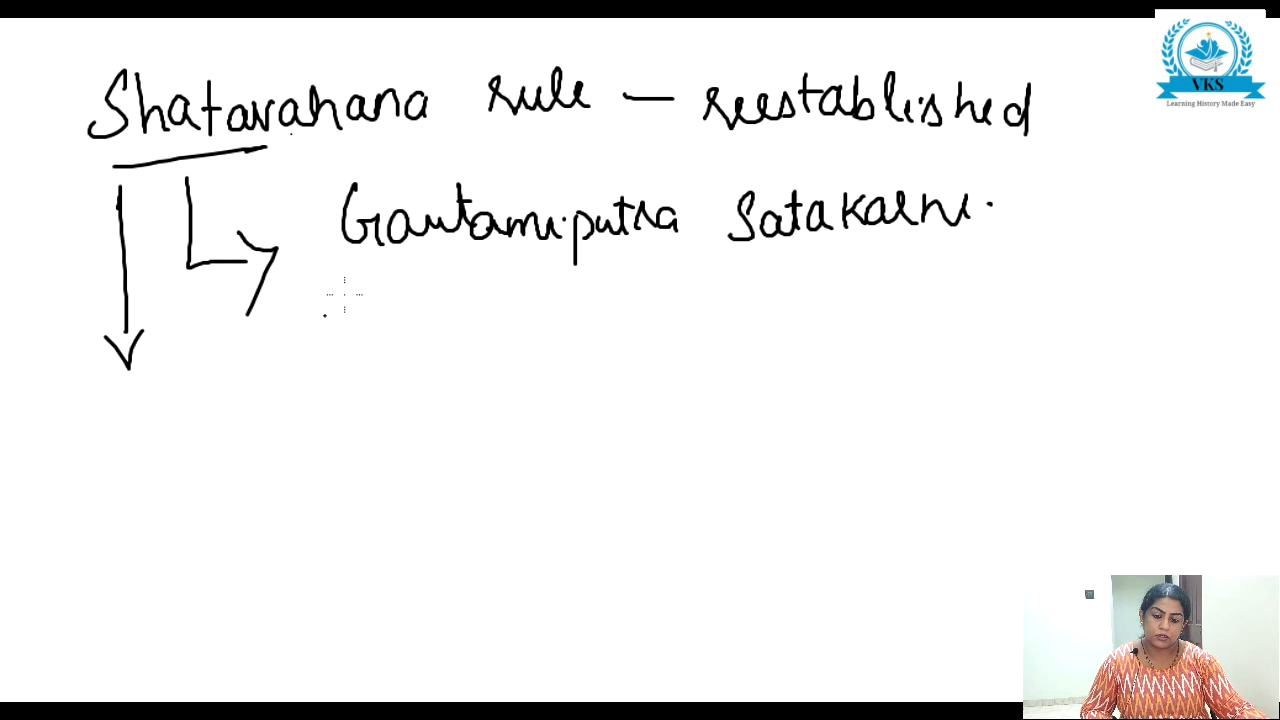 Shatavahana rule — reestablished
Gautamiputra Satakarni.
VKS
Learning History Made Easy